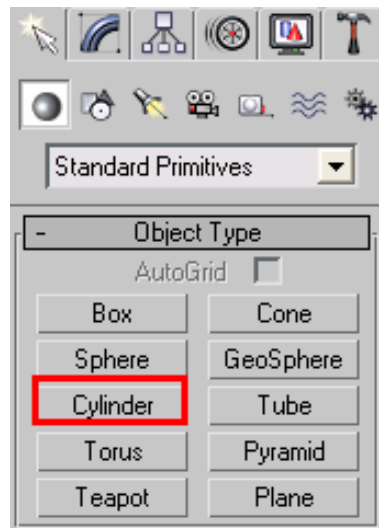 Standard Primitives
- Object Type
AutoGrid
Box Cone
Sphere GeoSphere
Cylinder Tube
Torus Pyramid
Teapot Plane